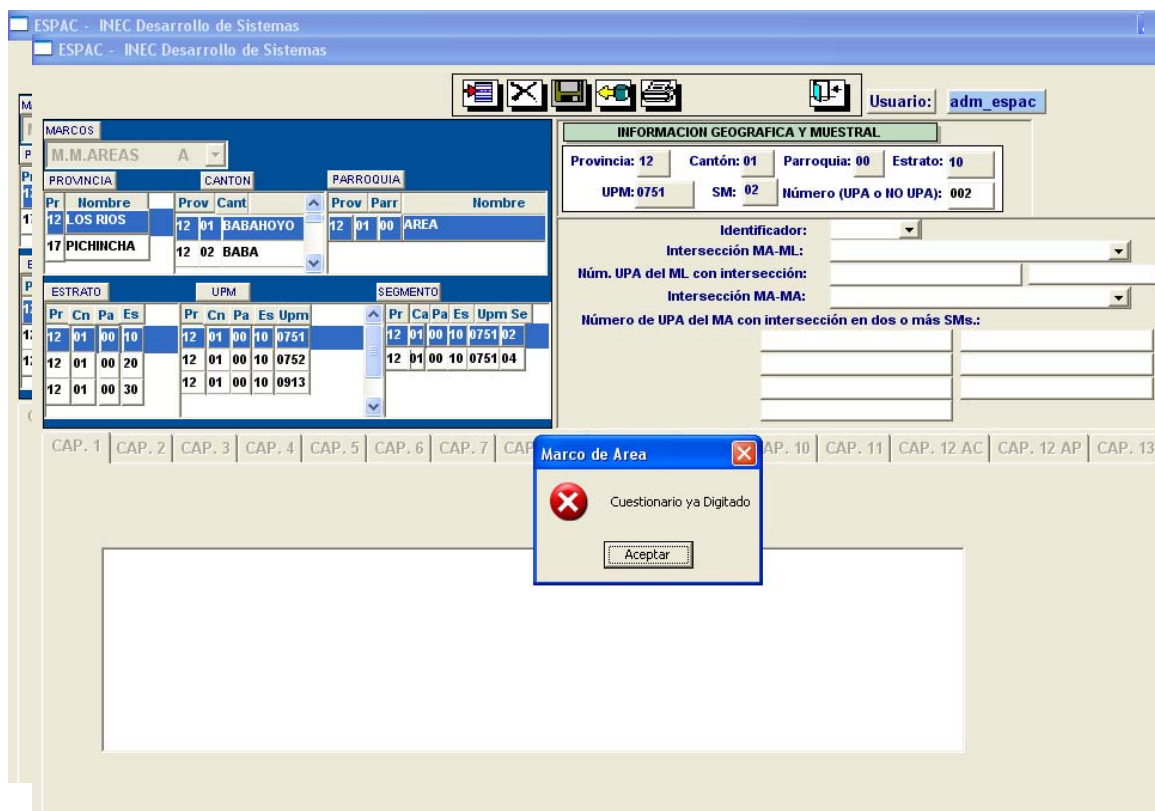 ESPAC - INEC Desarrollo de Sistemas
ESPAC - INEC Desarrollo de Sistemas
Usuario: adm_espac
MARCOS
M.M.AREAS A
PROVINCIA CANTON PARROQUIA
Pr Nombre
12 LOS RIOS
17 PICHINCHA
Prov Cant
12 01 BABAHOYO
12 02 BABA
Prov Parr Nombre
12 01 00 AREA
ESTRATO UPM SEGMENTO
Pr Cn Pa Es
12 01 00 10
12 01 00 20
12 01 00 30
Pr Cn Pa Es Upm
12 01 00 10 0751
12 01 00 10 0752
12 01 00 10 0913
Pr Ca Pa Es Upm Se
12 01 00 10 0751 02
12 01 00 10 0751 04
INFORMACION GEOGRAFICA Y MUESTRAL
Provincia: 12 Cantón: 01 Parroquia: 00 Estrato: 10
UPM: 0751 SM: 02 Número (UPA o NO UPA): 002
Identificador:
Intersección MA-ML:
Núm. UPA del ML con intersección:
Intersección MA-MA:
Número de UPA del MA con intersección en dos o más SMs.:
CAP. 1 CAP. 2 CAP. 3 CAP. 4 CAP. 5 CAP. 6 CAP. 7 CAP AP. 10 CAP. 11 CAP. 12 AC CAP. 12 AP CAP. 13
Marco de Area
Cuestionario ya Digitado
Aceptar